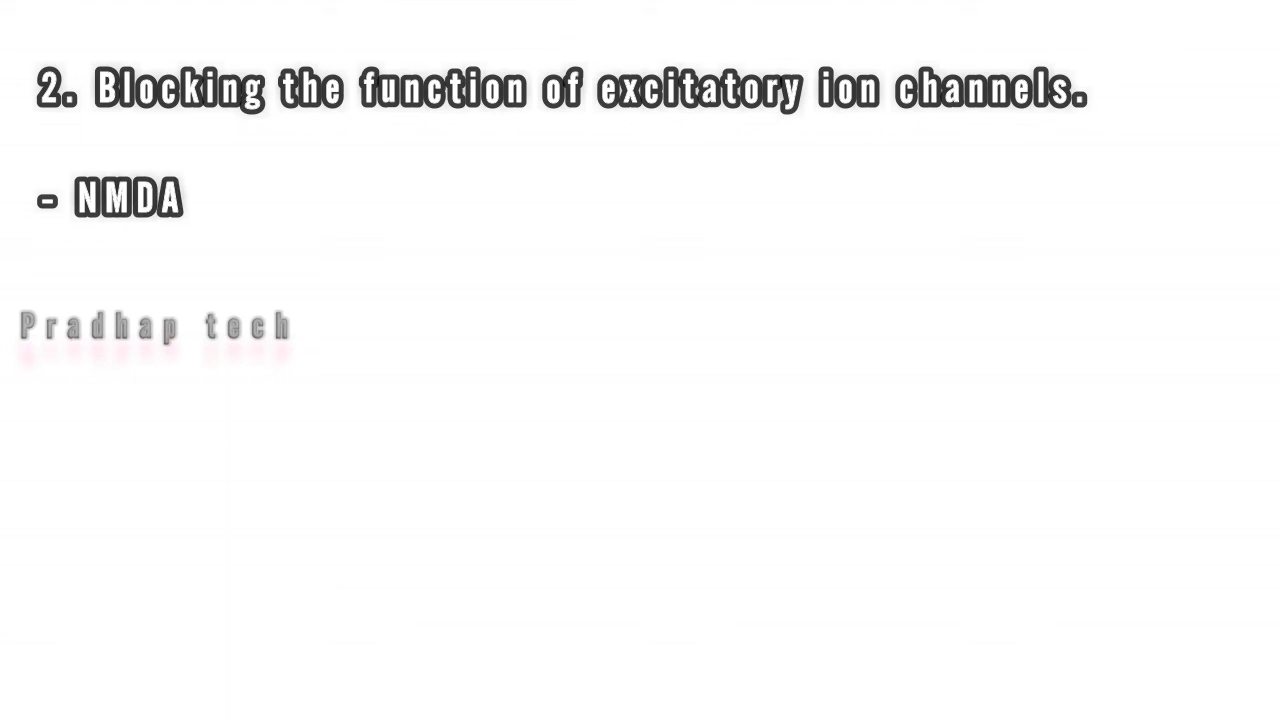 2. Blocking the function of excitatory ion channels.
- NMDA
Pradhap tech